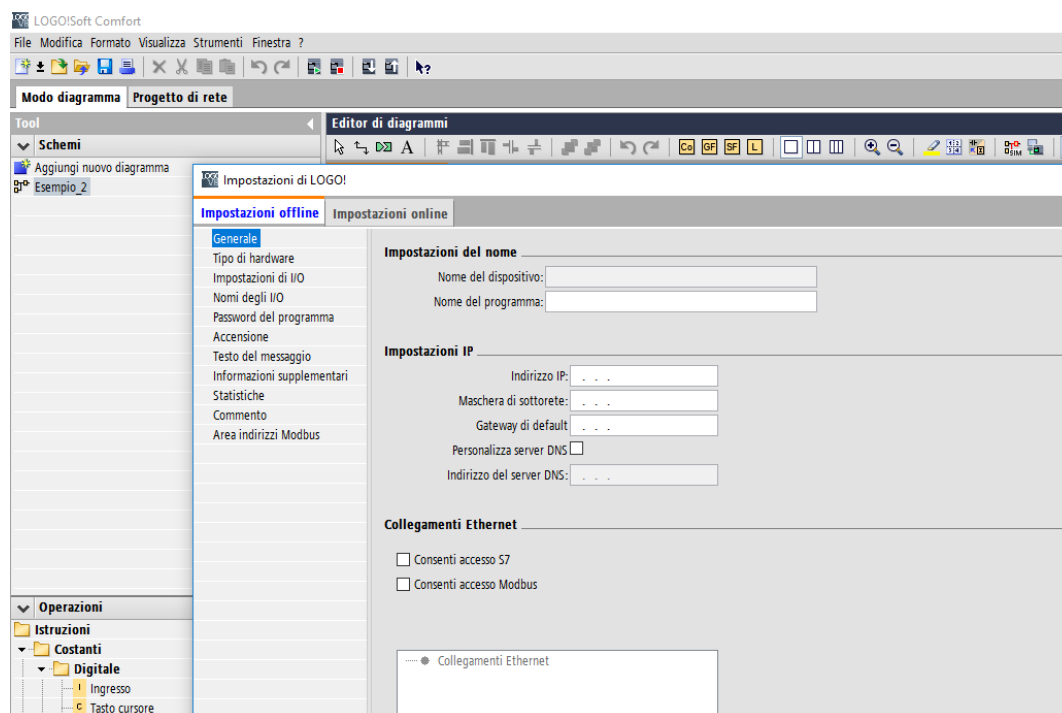 LOGO!Soft Comfort
File Modifica Formato Visualizza Strumenti Finestra ?
Modo diagramma Progetto di rete
Tool
Editor di diagrammi
Schemi
A
Co GF SF L
Aggiungi nuovo diagramma
Esempio_2
Impostazioni di LOGO!
Impostazioni offline Impostazioni online
Generale
Tipo di hardware
Impostazioni di I/O
Nomi degli I/O
Password del programma
Accensione
Testo del messaggio
Informazioni supplementari
Statistiche
Commento
Area indirizzi Modbus
Impostazioni del nome
Nome del dispositivo:
Nome del programma:
Impostazioni IP
Indirizzo IP: . . .
Maschera di sottorete: . . .
Gateway di default . . .
Personalizza server DNS
Indirizzo del server DNS: . . .
Collegamenti Ethernet
Consenti accesso S7
Consenti accesso Modbus
Collegamenti Ethernet
Operazioni
Istruzioni
Costanti
Digitale
I Ingresso
C Tasto cursore